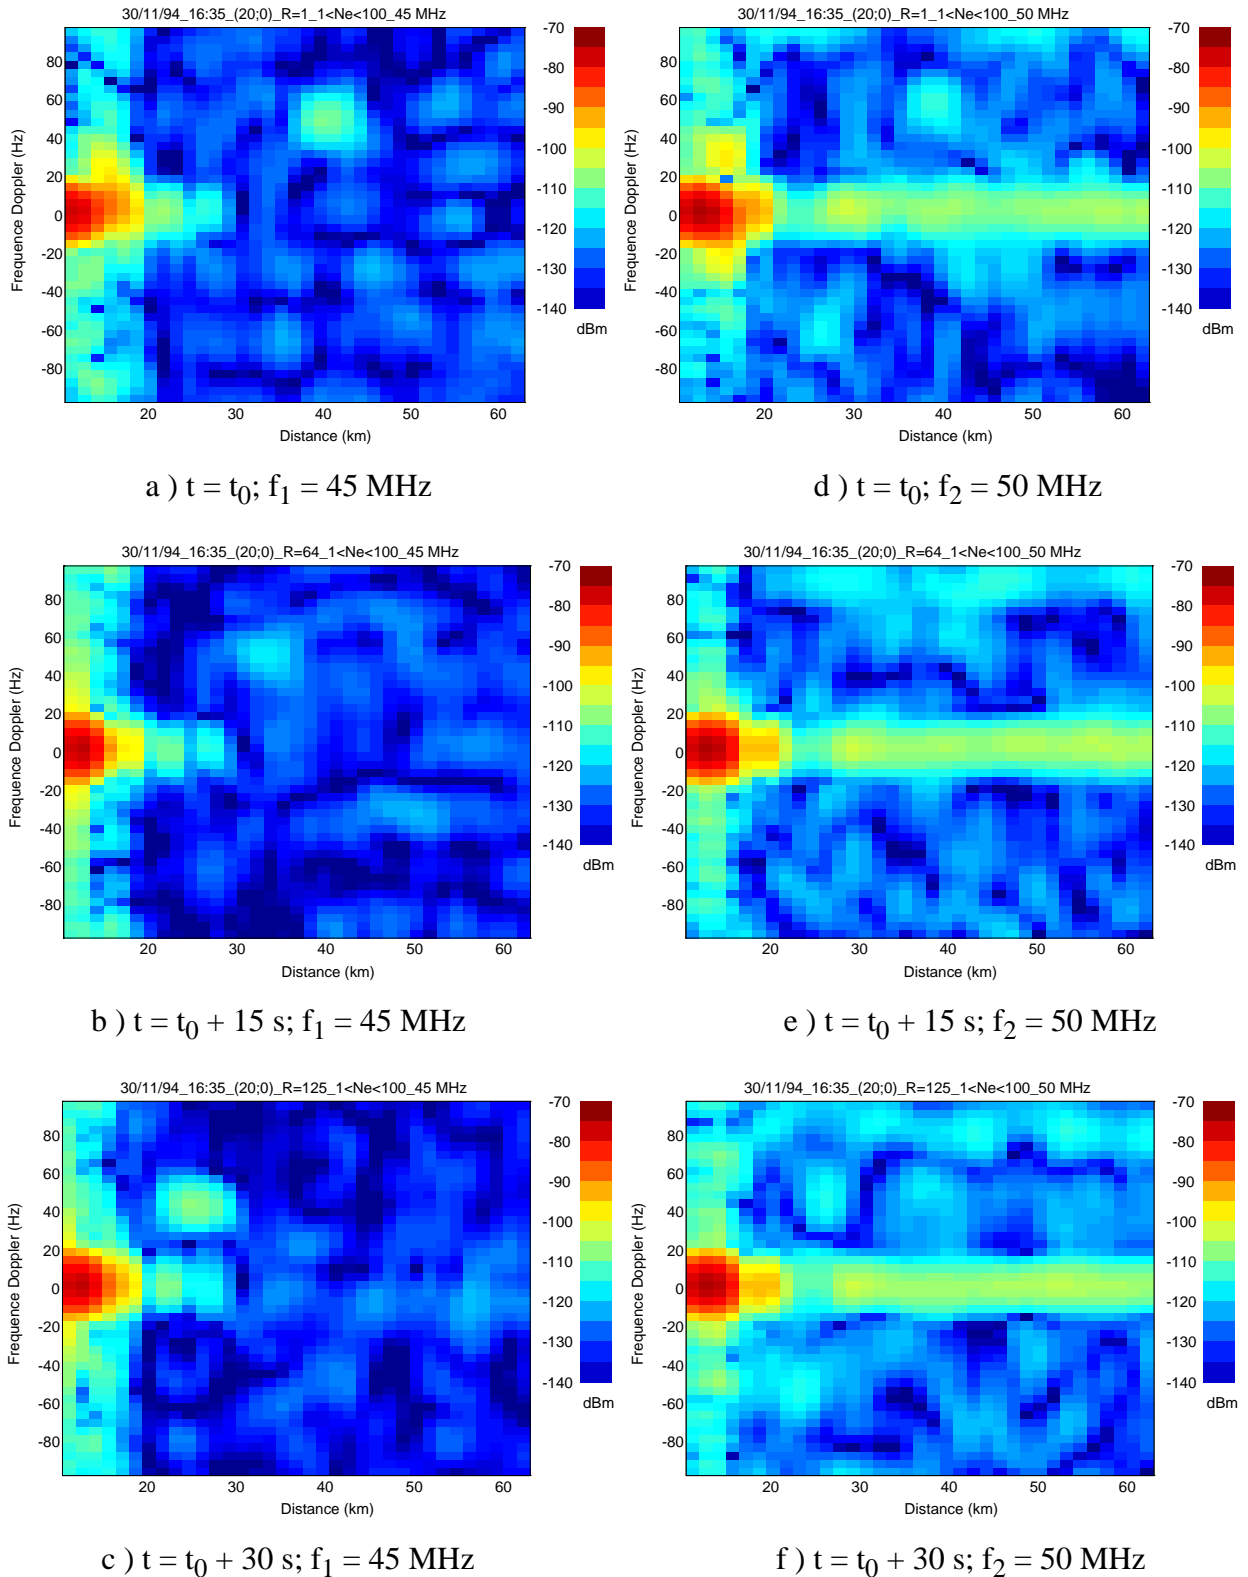 30/11/94_16:35_(20;0)_R=1_1<Ne<100_45 MHz
Frequence Doppler (Hz)
80
60
40
20
0
-20
-40
-60
-80
20 30 40 50 60
Distance (km)
-70
-80
-90
-100
-110
-120
-130
-140
dBm
a ) t = t0; f1 = 45 MHz
30/11/94_16:35_(20;0)_R=1_1<Ne<100_50 MHz
Frequence Doppler (Hz)
80
60
40
20
0
-20
-40
-60
-80
20 30 40 50 60
Distance (km)
-70
-80
-90
-100
-110
-120
-130
-140
dBm
d ) t = t0; f2 = 50 MHz
30/11/94_16:35_(20;0)_R=64_1<Ne<100_45 MHz
Frequence Doppler (Hz)
80
60
40
20
0
-20
-40
-60
-80
20 30 40 50 60
Distance (km)
-70
-80
-90
-100
-110
-120
-130
-140
dBm
b ) t = t0 + 15 s; f1 = 45 MHz
30/11/94_16:35_(20;0)_R=64_1<Ne<100_50 MHz
Frequence Doppler (Hz)
80
60
40
20
0
-20
-40
-60
-80
20 30 40 50 60
Distance (km)
-70
-80
-90
-100
-110
-120
-130
-140
dBm
e ) t = t0 + 15 s; f2 = 50 MHz
30/11/94_16:35_(20;0)_R=125_1<Ne<100_45 MHz
Frequence Doppler (Hz)
80
60
40
20
0
-20
-40
-60
-80
20 30 40 50 60
Distance (km)
-70
-80
-90
-100
-110
-120
-130
-140
dBm
c ) t = t0 + 30 s; f1 = 45 MHz
30/11/94_16:35_(20;0)_R=125_1<Ne<100_50 MHz
Frequence Doppler (Hz)
80
60
40
20
0
-20
-40
-60
-80
20 30 40 50 60
Distance (km)
-70
-80
-90
-100
-110
-120
-130
-140
dBm
f ) t = t0 + 30 s; f2 = 50 MHz